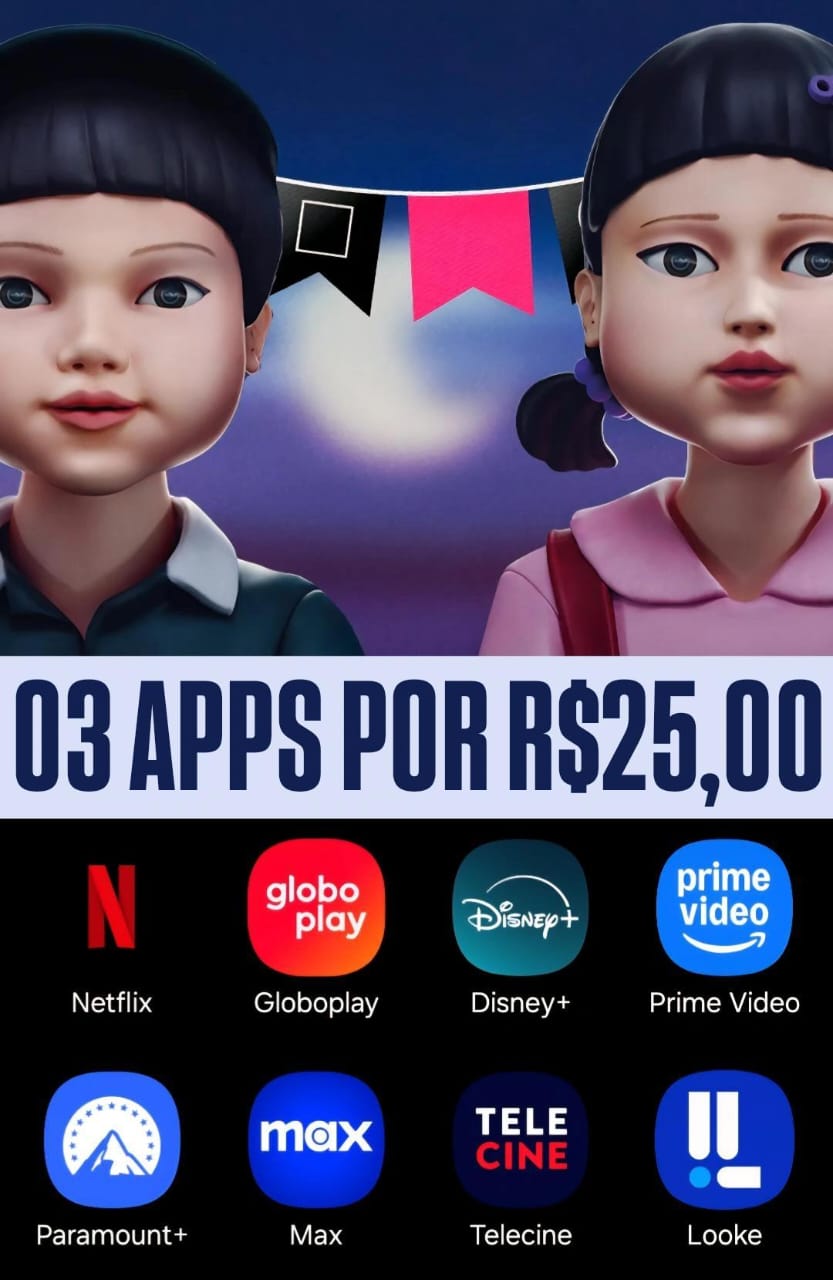 03 APPS POR R$25,00
N
globo
play
Disney+
prime
video
Netflix
Globoplay
Disney+
Prime Video
max
TELE
CINE
Paramount+
Max
Telecine
Looke